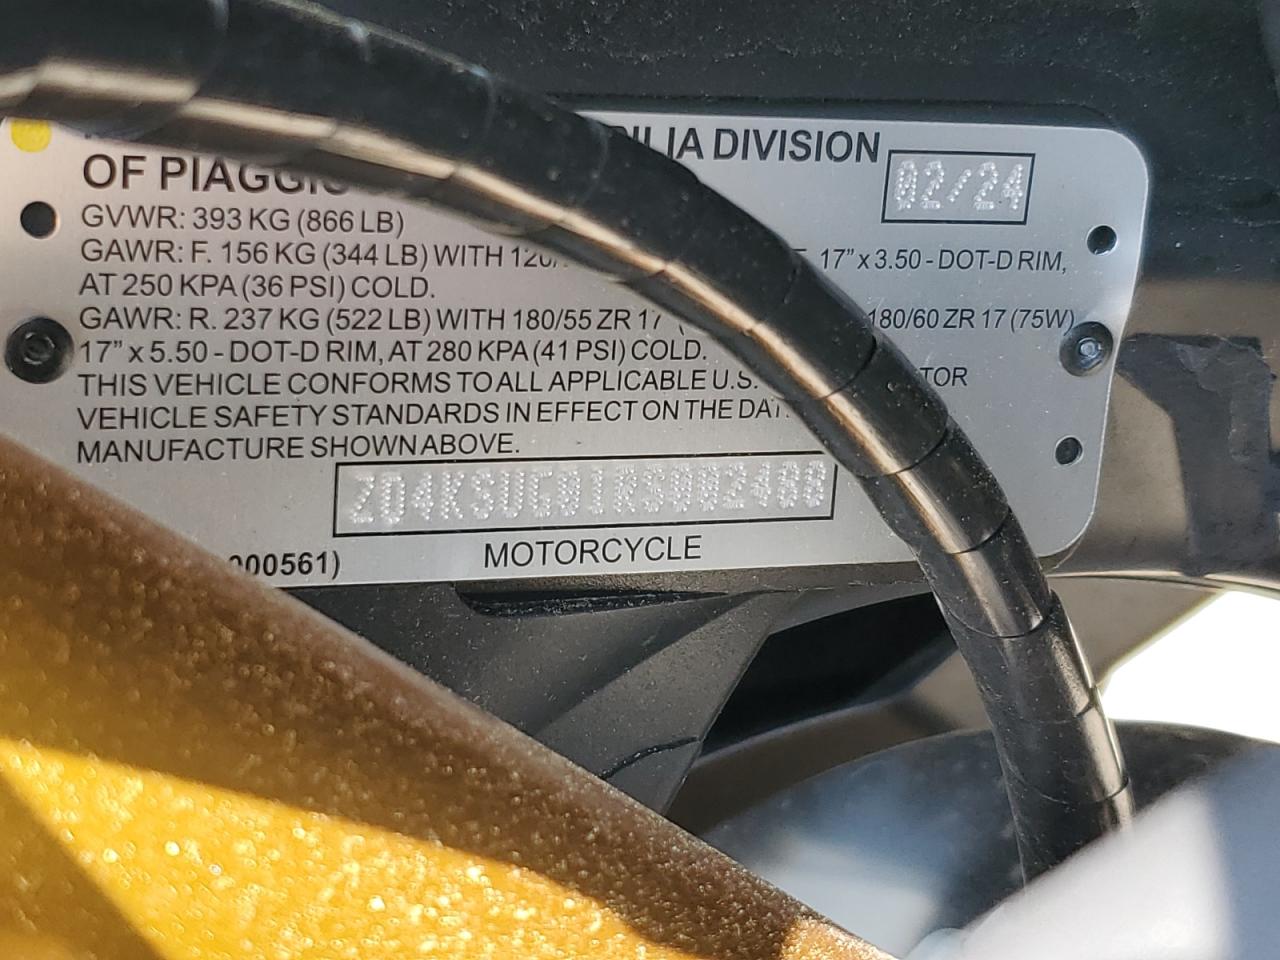 ILIA DIVISION
02/24
OF PIAGGIO
GVWR: 393 KG (866 LB)
GAWR: F. 156 KG (344 LB) WITH 120/ 17" x 3.50 - DOT-D RIM,
AT 250 KPA (36 PSI) COLD.
GAWR: R. 237 KG (522 LB) WITH 180/55 ZR 17 ( 180/60 ZR 17 (75W)
17" x 5.50 - DOT-D RIM, AT 280 KPA (41 PSI) COLD.
THIS VEHICLE CONFORMS TO ALL APPLICABLE U.S. TOR
VEHICLE SAFETY STANDARDS IN EFFECT ON THE DAT
MANUFACTURE SHOWN ABOVE.
ZD4KSUG01RS002488
000561) MOTORCYCLE